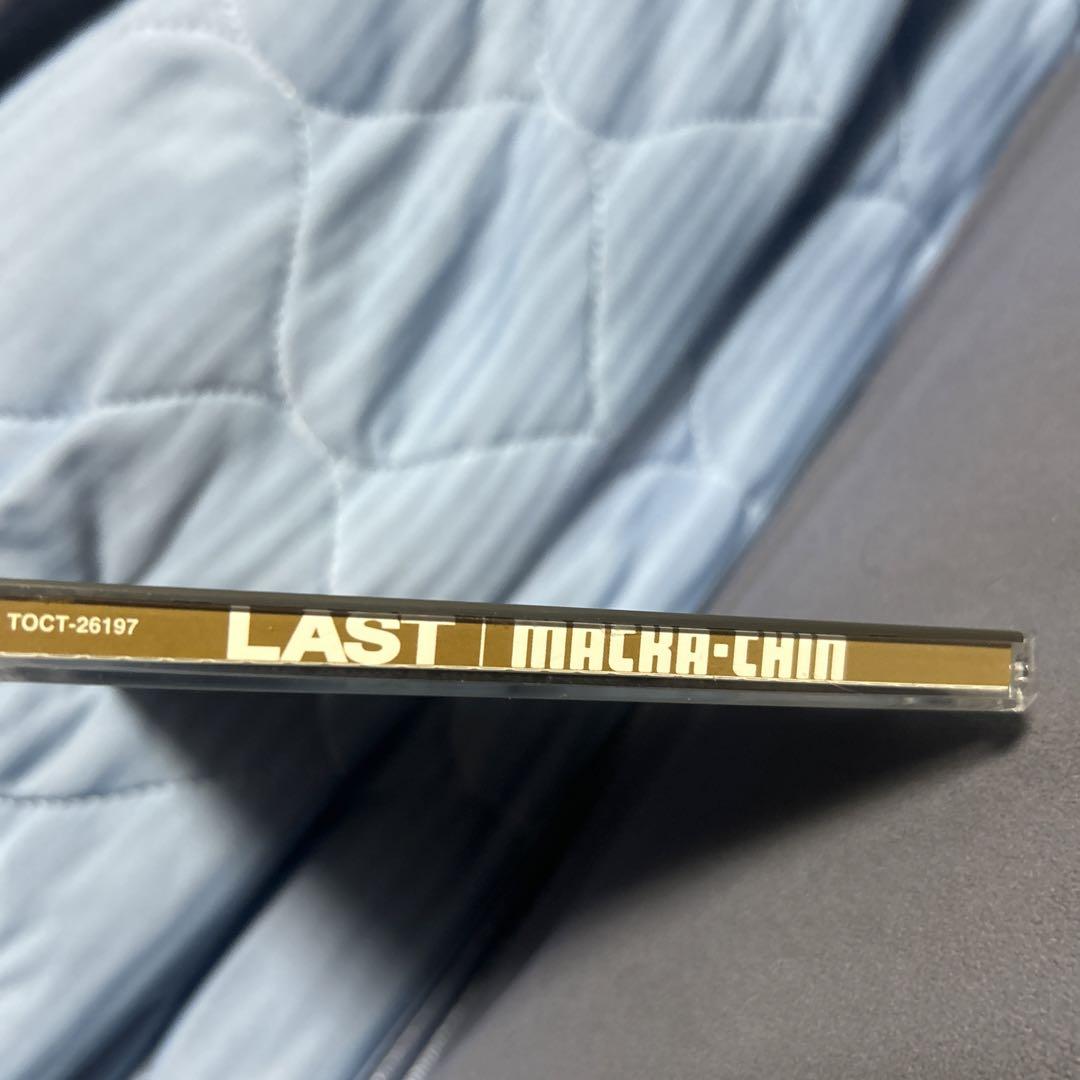 TOCT-26197 LAST | MACKA-CHIN